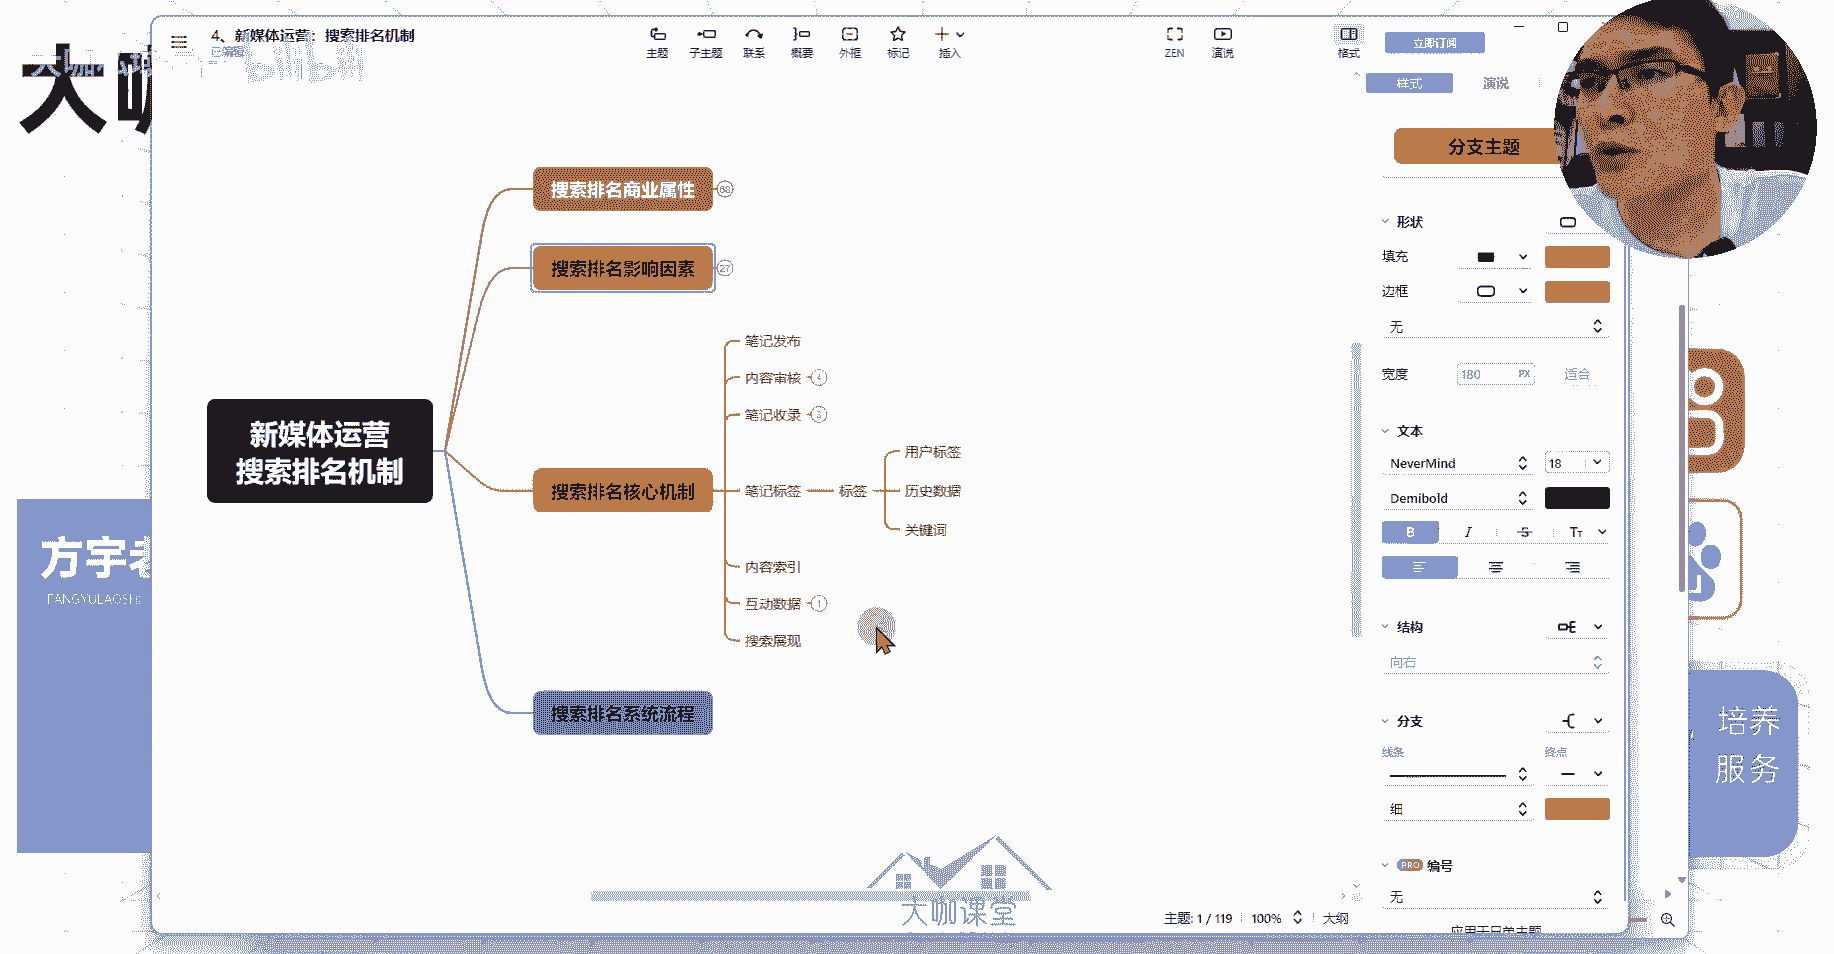 4、新媒体运营：搜索排名机制
已编辑
主题
子主题
联系
概要
外框
标记
插入
ZEN
演说
格式
立即订阅
样式
演说
分支主题
大咖
bilibili
搜索排名商业属性
68
搜索排名影响因素
27
新媒体运营
搜索排名机制
搜索排名核心机制
笔记发布
内容审核
4
笔记收录
3
笔记标签
标签
用户标签
历史数据
关键词
内容索引
互动数据
1
搜索展现
搜索排名系统流程
形状
填充
边框
无
宽度
180
PX
适合
文本
NeverMind
18
Demibold
B
I
S
TT
结构
向右
分支
线条
终点
细
PRO
编号
无
应用于只单主题
方宇老
FANGYULAOSHI
培养
服务
大咖课堂
主题: 1 / 119
100%
大纲